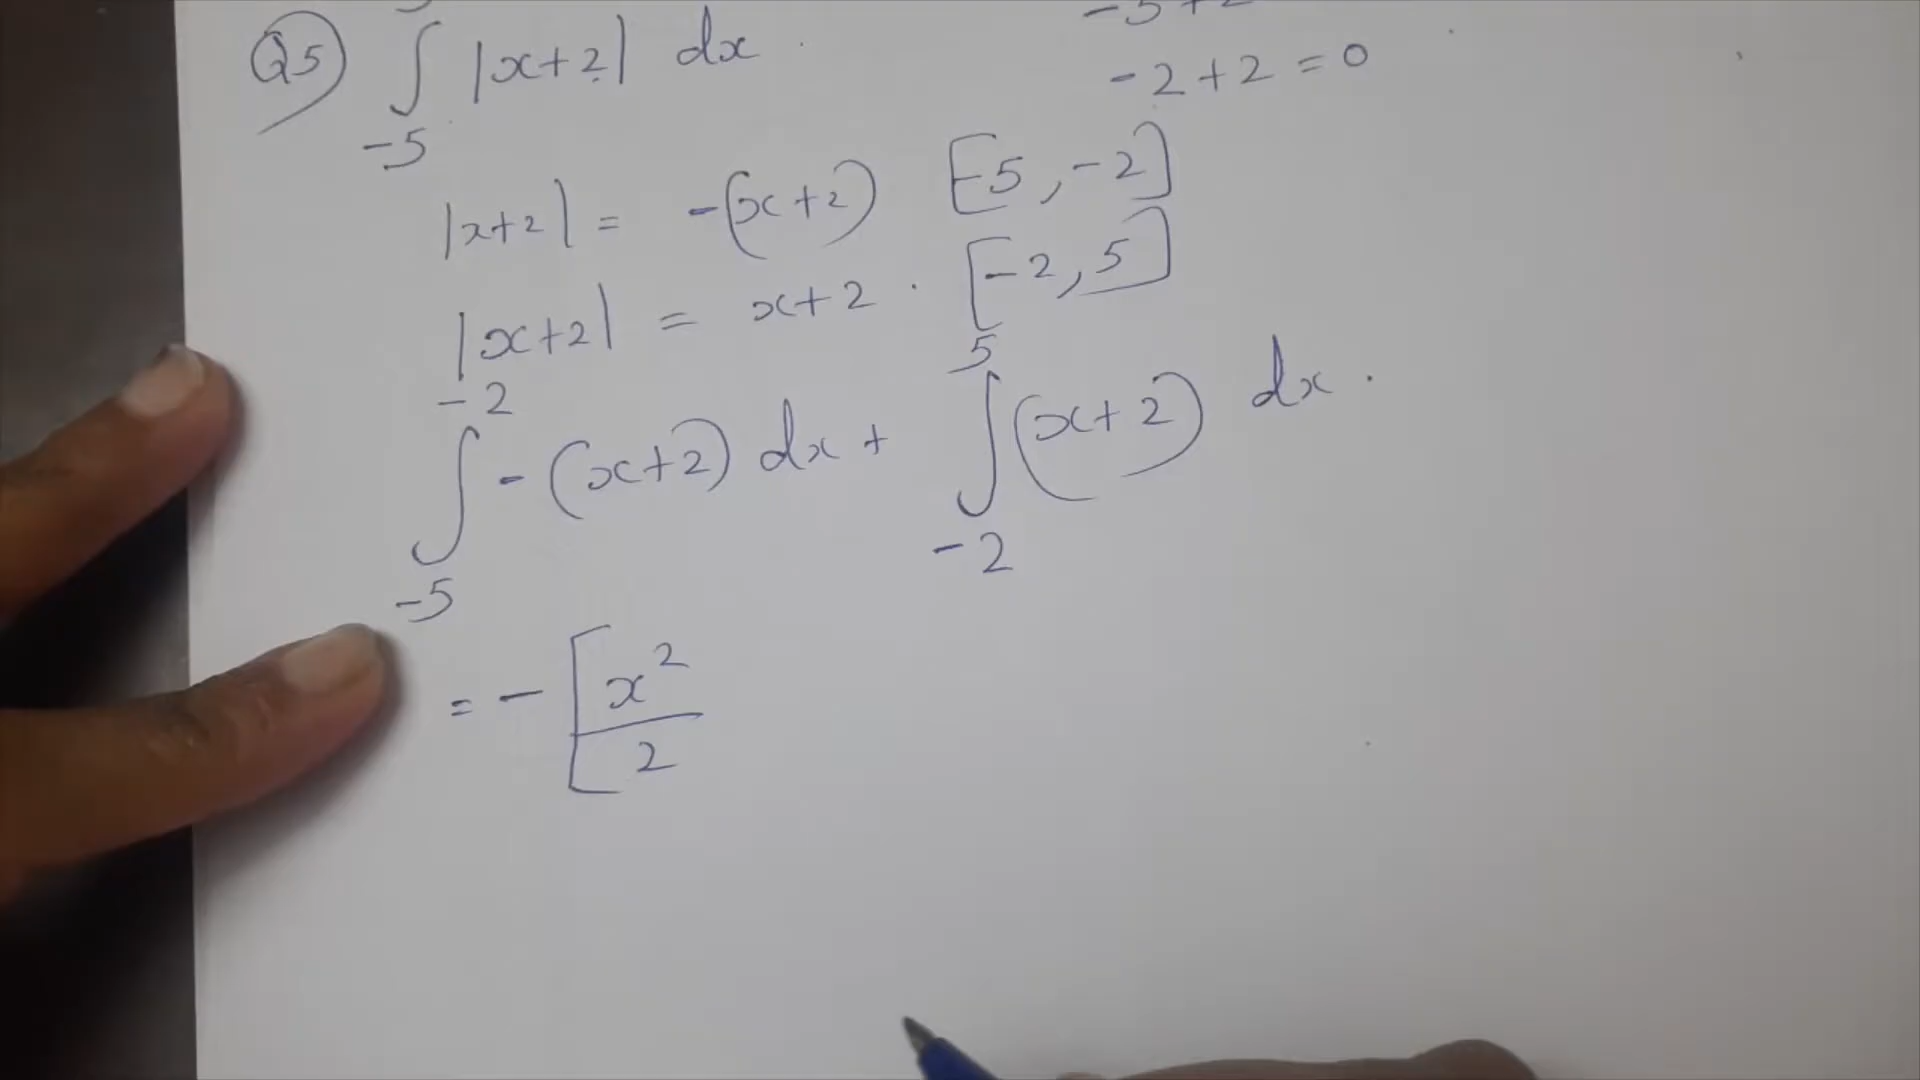 Q5) ∫ |x+2| dx .
-5
-2+2 = 0
|x+2| = -(x+2) [-5, -2]
|x+2| = x+2 . [-2, 5]
-2 5
∫ -(x+2) dx + ∫ (x+2) dx .
-5 -2
= - [ x²
2